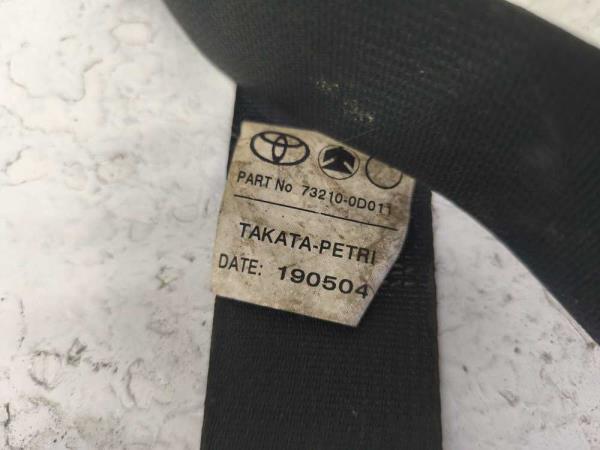 PART No 73210-0D011
TAKATA-PETRI
DATE: 190504